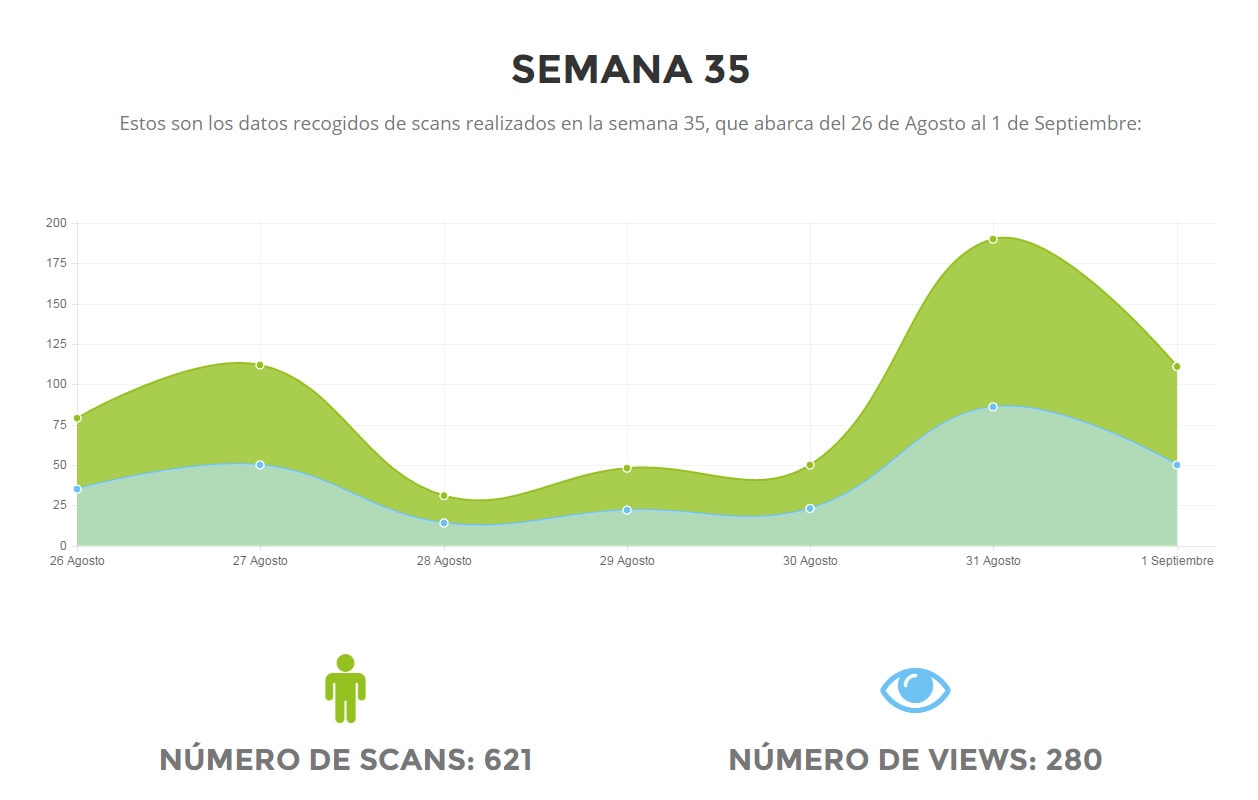 SEMANA 35
Estos son los datos recogidos de scans realizados en la semana 35, que abarca del 26 de Agosto al 1 de Septiembre:
200
175
150
125
100
75
50
25
0
26 Agosto 27 Agosto 28 Agosto 29 Agosto 30 Agosto 31 Agosto 1 Septiembre
NÚMERO DE SCANS: 621 NÚMERO DE VIEWS: 280